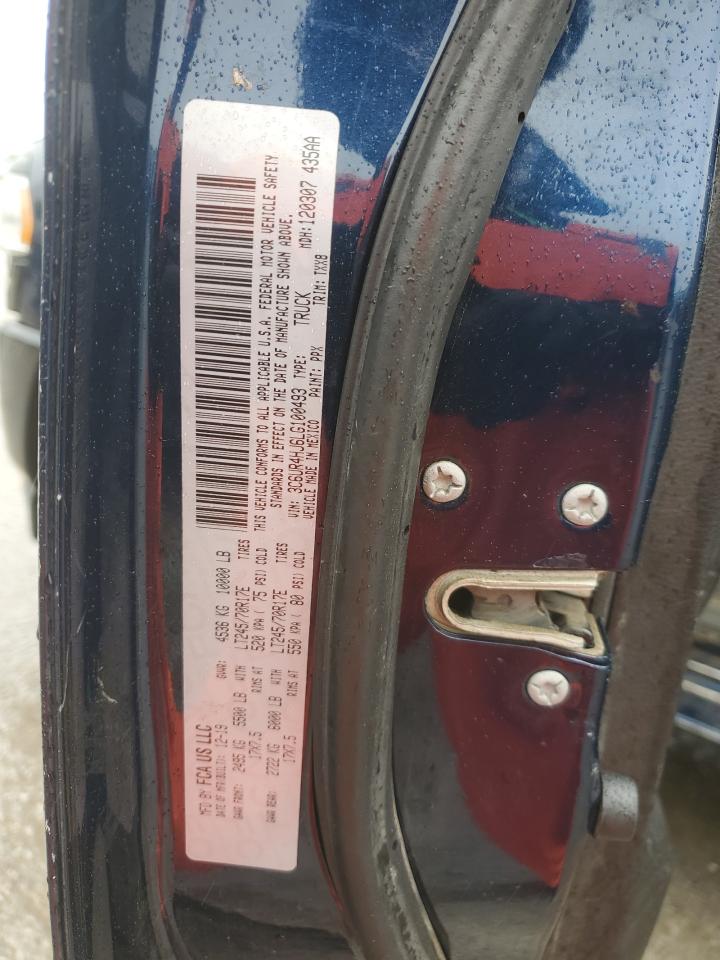 MFD BY FCA US LLC
DATE OF MFR(BUILT): 12-19 GVWR: 4536 KG 10000 LB
GAWR FRONT: 2495 KG 5500 LB WITH LT245/70R17E TIRES
17X7.5 RIMS AT 520 KPA ( 75 PSI) COLD
GAWR REAR: 2722 KG 6000 LB WITH LT245/70R17E TIRES
17X7.5 RIMS AT 550 KPA ( 80 PSI) COLD
THIS VEHICLE CONFORMS TO ALL APPLICABLE U.S.A. FEDERAL MOTOR VEHICLE SAFETY
STANDARDS IN EFFECT ON THE DATE OF MANUFACTURE SHOWN ABOVE.
VIN: 3C6UR4HJ6LG100493 TYPE: TRUCK MDH: 120307 435AA
VEHICLE MADE IN MEXICO PAINT: PPX TRIM: TXX8